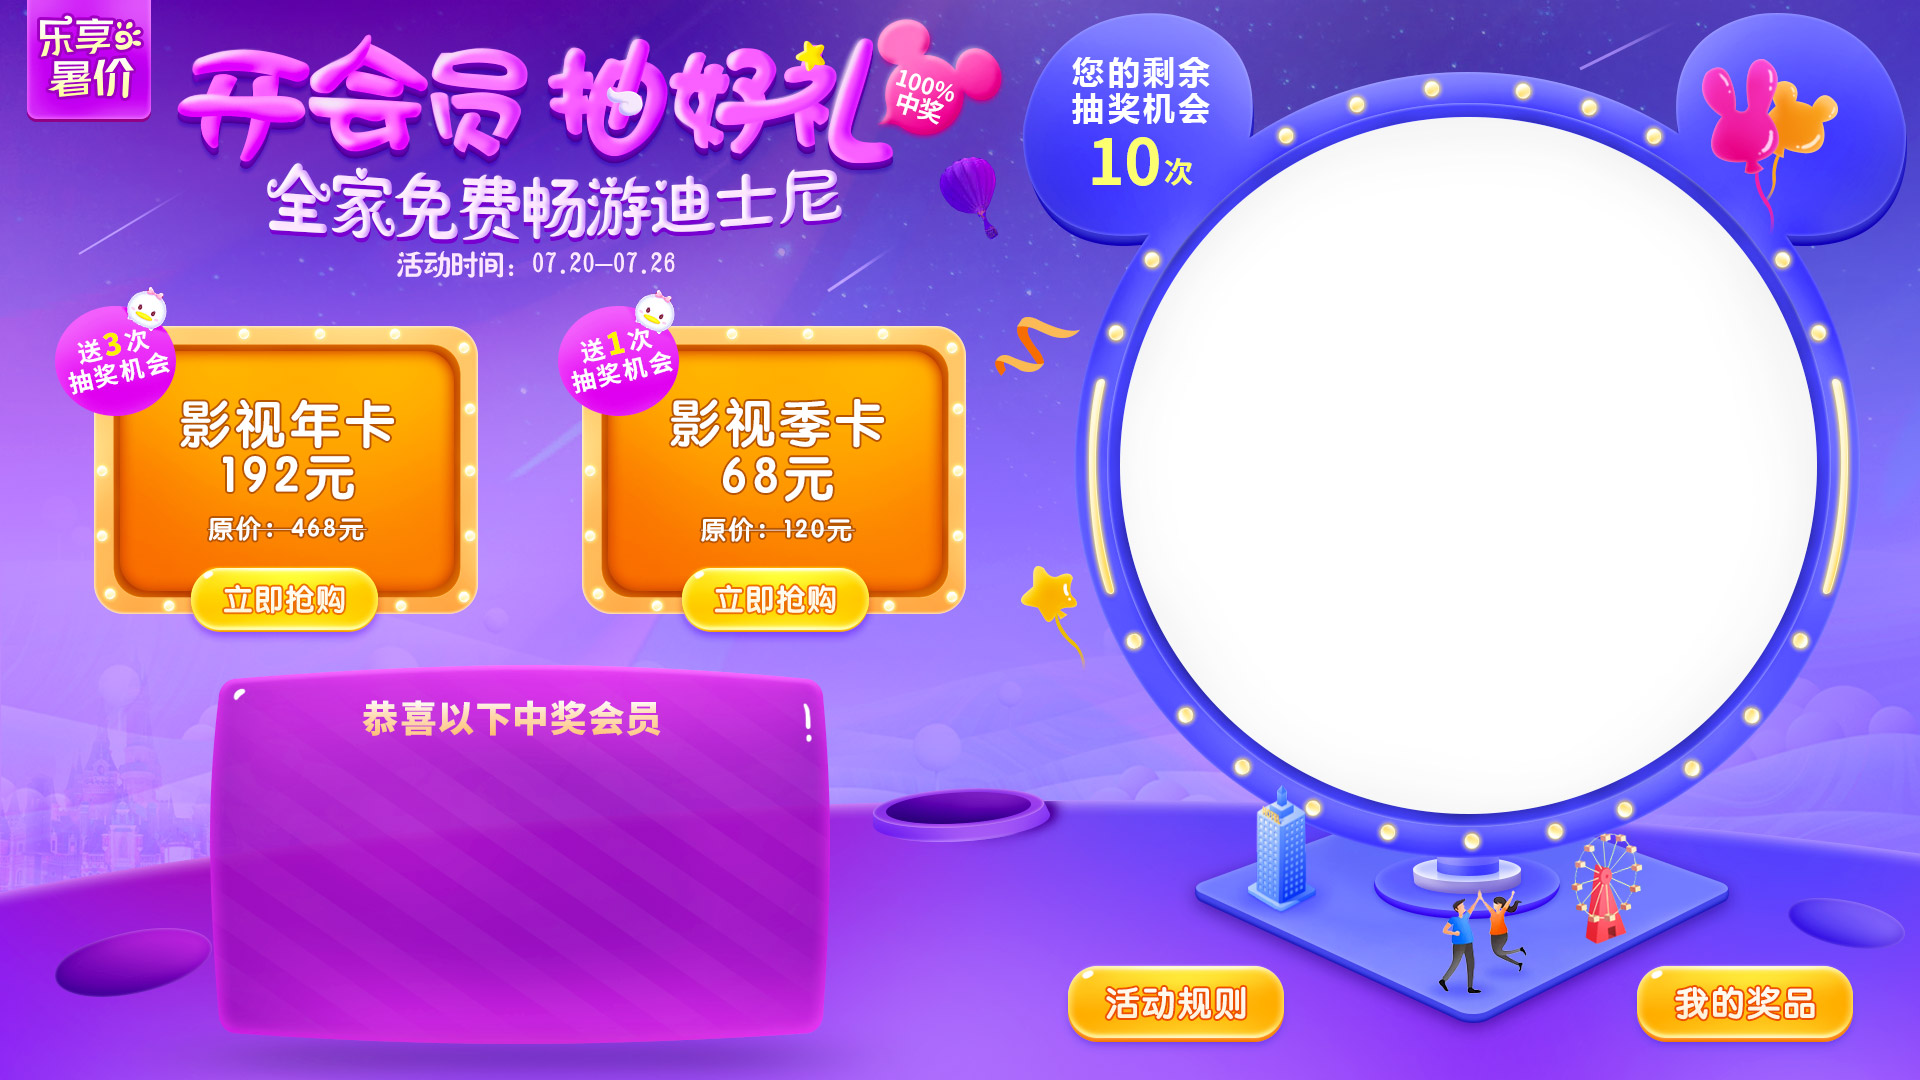 乐享
暑价
开会员 抽好礼
100%
中奖
全家免费畅游迪士尼
活动时间：07.20—07.26
您的剩余
抽奖机会
10次
送3次
抽奖机会
影视年卡
192元
原价：468元
立即抢购
送1次
抽奖机会
影视季卡
68元
原价：120元
立即抢购
恭喜以下中奖会员
活动规则
我的奖品